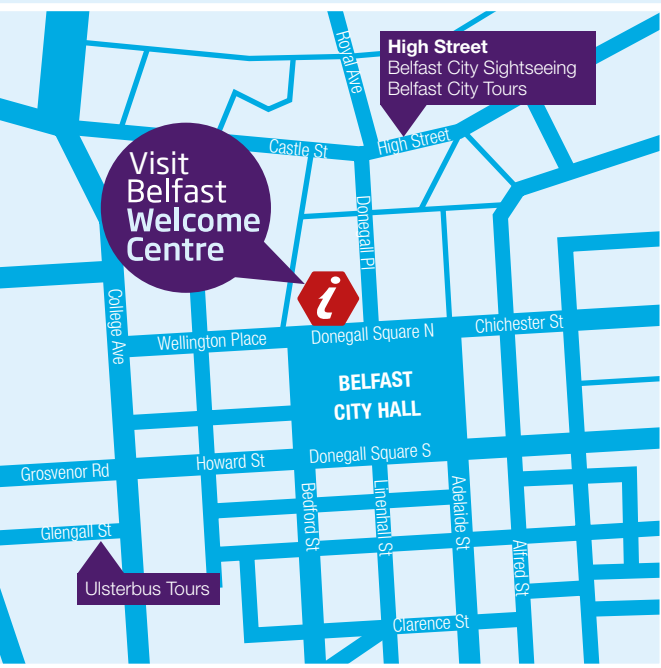 Royal Ave
High Street
Belfast City Sightseeing
Belfast City Tours
Castle St
High Street
Visit
Belfast
Welcome
Centre
Donegall Pl
i
College Ave
Wellington Place
Donegall Square N
Chichester St
BELFAST
CITY HALL
Grosvenor Rd
Howard St
Donegall Square S
Bedford St
Linenhall St
Adelaide St
Glengall St
Alfred St
Ulsterbus Tours
Clarence St